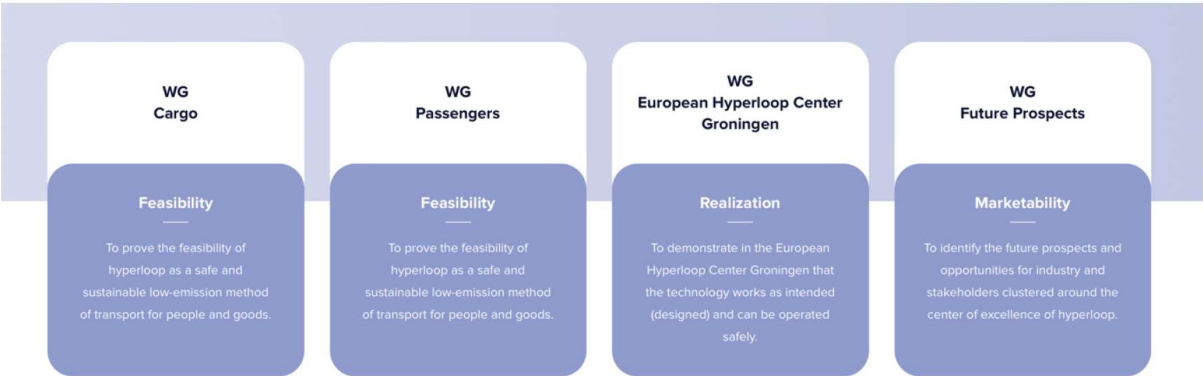 WG
Cargo
Feasibility
To prove the feasibility of
hyperloop as a safe and
sustainable low-emission method
of transport for people and goods.
WG
Passengers
Feasibility
To prove the feasibility of
hyperloop as a safe and
sustainable low-emission method
of transport for people and goods.
WG
European Hyperloop Center
Groningen
Realization
To demonstrate in the European
Hyperloop Center Groningen that
the technology works as intended
(designed) and can be operated
safely.
WG
Future Prospects
Marketability
To identify the future prospects and
opportunities for industry and
stakeholders clustered around the
center of excellence of hyperloop.